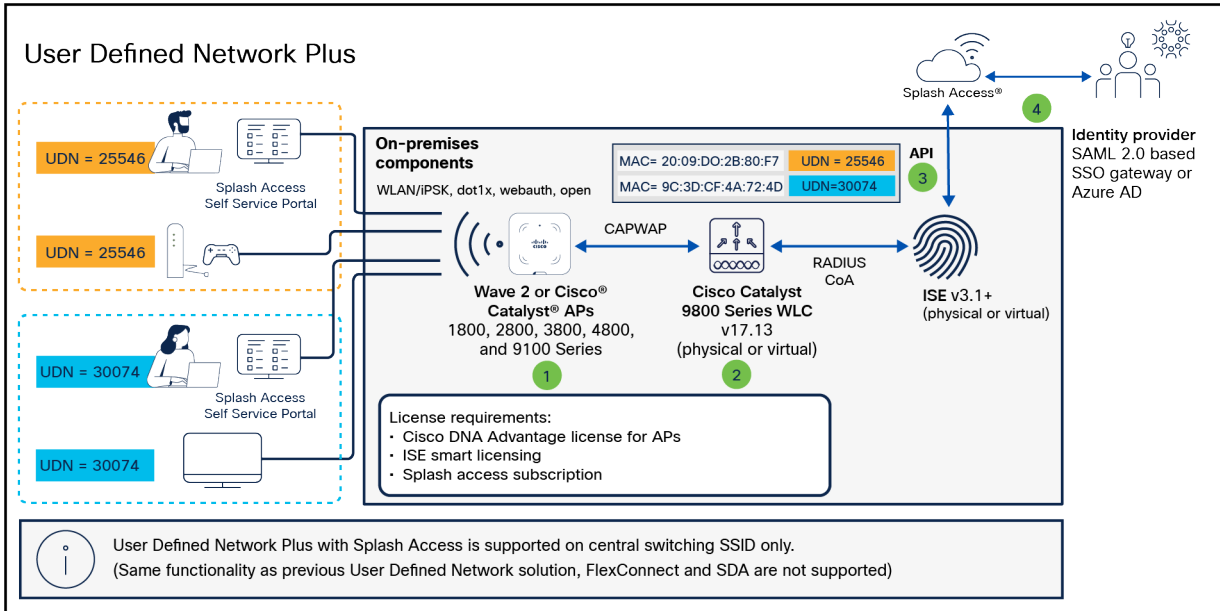 User Defined Network Plus
Splash Access®
4
Identity provider
SAML 2.0 based
SSO gateway or
Azure AD
UDN = 25546
Splash Access
Self Service Portal
UDN = 25546
UDN = 30074
Splash Access
Self Service Portal
UDN = 30074
On-premises
components
WLAN/iPSK, dot1x, webauth, open
MAC= 20:09:DO:2B:80:F7 UDN = 25546
MAC= 9C:3D:CF:4A:72:4D UDN=30074
API
3
CISCO
CAPWAP
RADIUS
CoA
Wave 2 or Cisco®
Catalyst® APs
1800, 2800, 3800, 4800,
and 9100 Series
1
Cisco Catalyst
9800 Series WLC
v17.13
(physical or virtual)
2
ISE v3.1+
(physical or virtual)
License requirements:
· Cisco DNA Advantage license for APs
· ISE smart licensing
· Splash access subscription
User Defined Network Plus with Splash Access is supported on central switching SSID only.
(Same functionality as previous User Defined Network solution, FlexConnect and SDA are not supported)